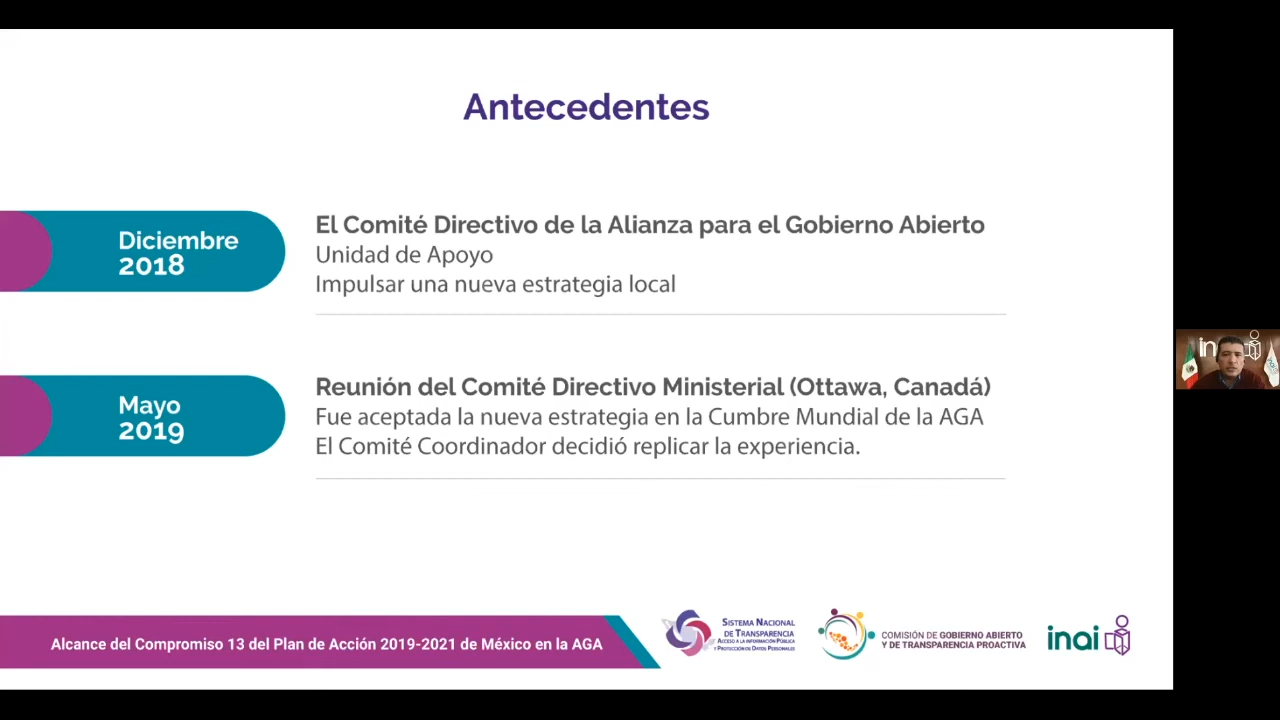 Antecedentes
Diciembre
2018
El Comité Directivo de la Alianza para el Gobierno Abierto
Unidad de Apoyo
Impulsar una nueva estrategia local
Mayo
2019
Reunión del Comité Directivo Ministerial (Ottawa, Canadá)
Fue aceptada la nueva estrategia en la Cumbre Mundial de la AGA
El Comité Coordinador decidió replicar la experiencia.
Alcance del Compromiso 13 del Plan de Acción 2019-2021 de México en la AGA
Sistema Nacional
de Transparencia
Acceso a la Información Pública
y Protección de Datos Personales
COMISIÓN DE GOBIERNO ABIERTO
Y DE TRANSPARENCIA PROACTIVA
inai